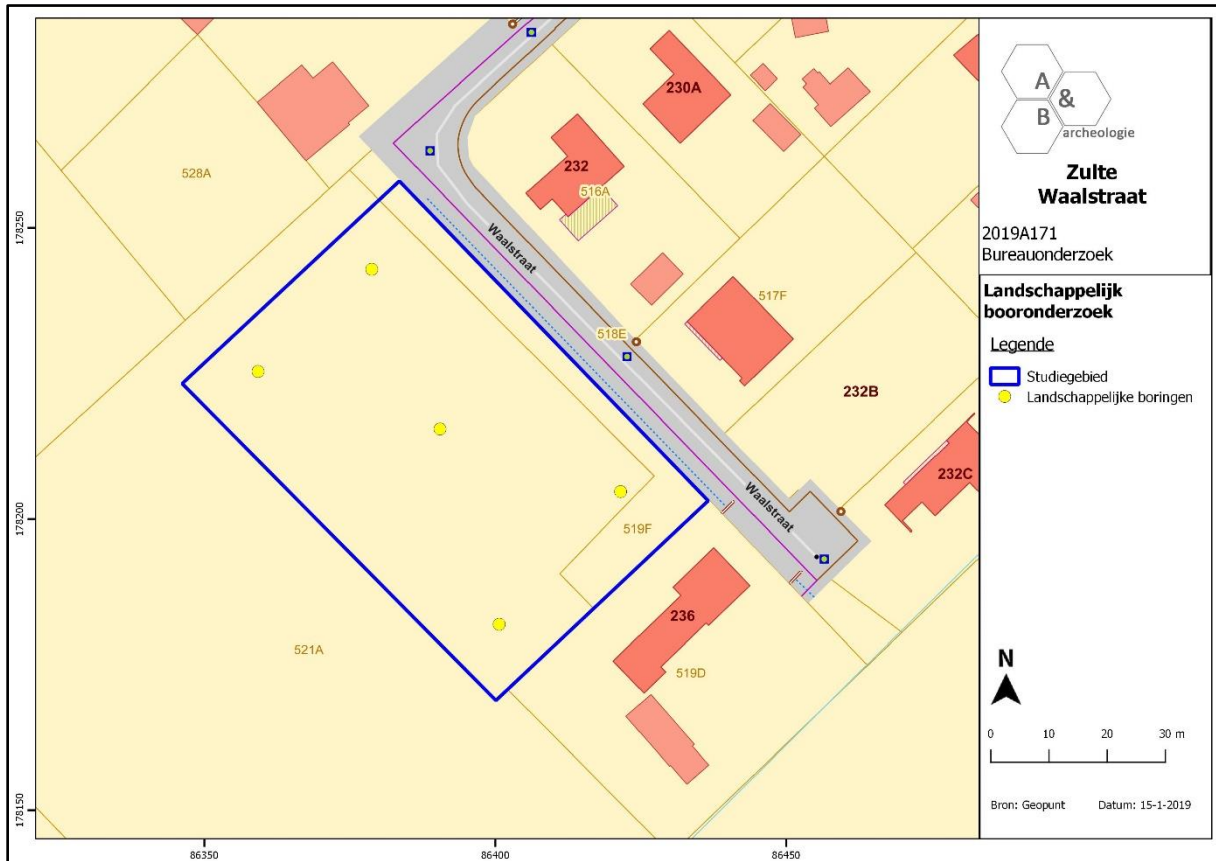 230A
232
516A
528A
Waalstraat
517F
518E
232B
232C
Waalstraat
519F
236
521A
519D
178250
178200
178150
86350
86400
86450
A
&
B
archeologie
Zulte
Waalstraat
2019A171
Bureauonderzoek
Landschappelijk
booronderzoek
Legende
Studiegebied
Landschappelijke boringen
N
0 10 20 30 m
Bron: Geopunt Datum: 15-1-2019